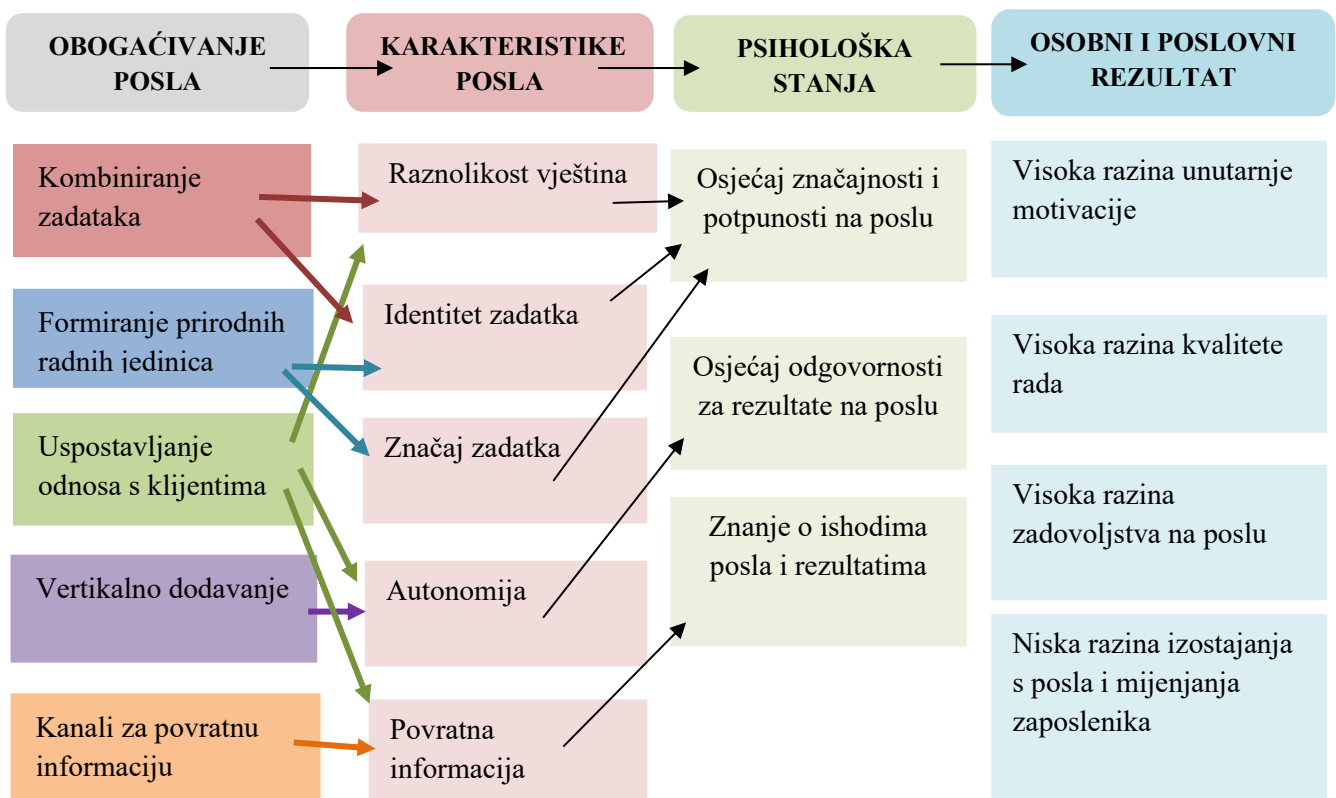 OBOGAĆIVANJE
POSLA
KARAKTERISTIKE
POSLA
PSIHOLOŠKA
STANJA
OSOBNI I POSLOVNI
REZULTAT
Kombiniranje
zadataka
Formiranje prirodnih
radnih jedinica
Uspostavljanje
odnosa s klijentima
Vertikalno dodavanje
Kanali za povratnu
informaciju
Raznolikost vještina
Identitet zadatka
Značaj zadatka
Autonomija
Povratna
informacija
Osjećaj značajnosti i
potpunosti na poslu
Osjećaj odgovornosti
za rezultate na poslu
Znanje o ishodima
posla i rezultatima
Visoka razina unutarnje
motivacije
Visoka razina kvalitete
rada
Visoka razina
zadovoljstva na poslu
Niska razina izostajanja
s posla i mijenjanja
zaposlenika